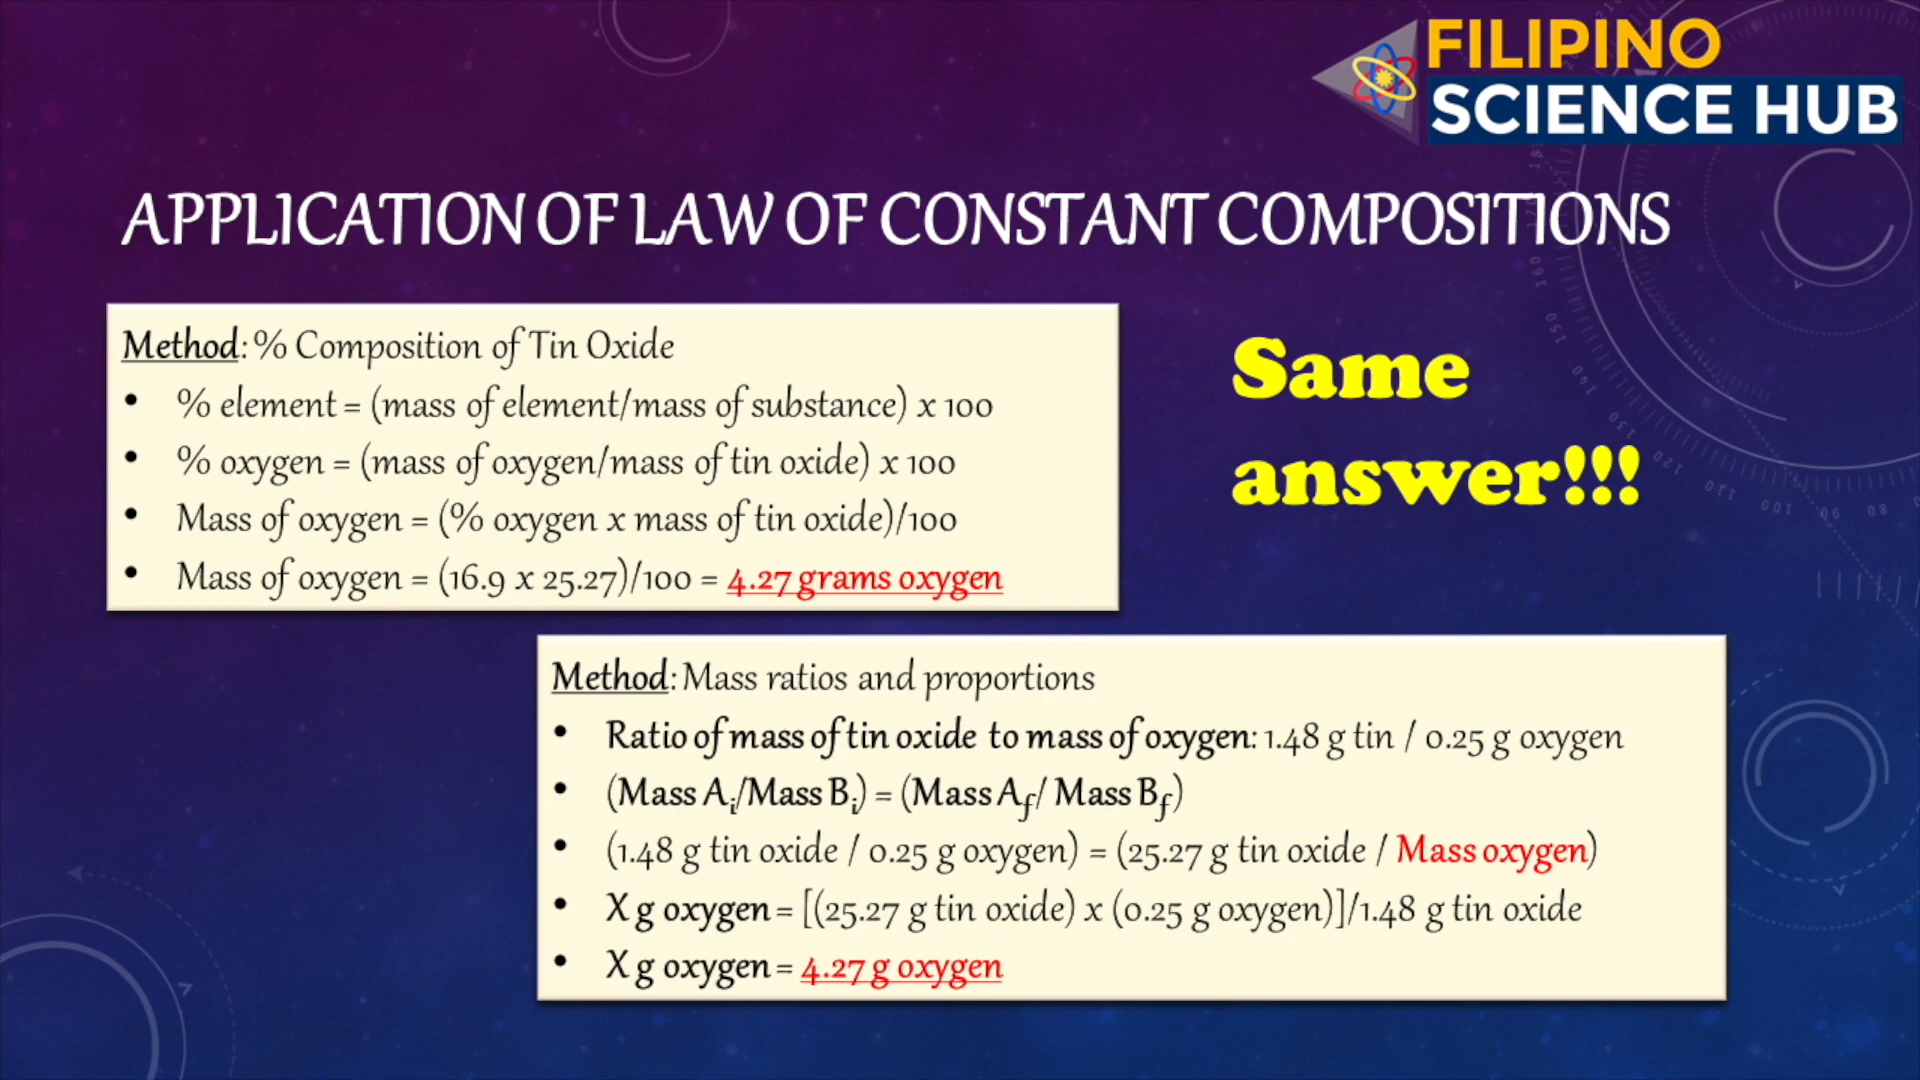 FILIPINO
SCIENCE HUB
APPLICATION OF LAW OF CONSTANT COMPOSITIONS
Method: % Composition of Tin Oxide
• % element = (mass of element/mass of substance) x 100
• % oxygen = (mass of oxygen/mass of tin oxide) x 100
• Mass of oxygen = (% oxygen x mass of tin oxide)/100
• Mass of oxygen = (16.9 x 25.27)/100 = 4.27 grams oxygen
Same
answer!!!
Method: Mass ratios and proportions
• Ratio of mass of tin oxide to mass of oxygen: 1.48 g tin / 0.25 g oxygen
• (Mass Ai/Mass Bi) = (Mass Af/ Mass Bf)
• (1.48 g tin oxide / 0.25 g oxygen) = (25.27 g tin oxide / Mass oxygen)
• X g oxygen = [(25.27 g tin oxide) x (0.25 g oxygen)]/1.48 g tin oxide
• X g oxygen = 4.27 g oxygen